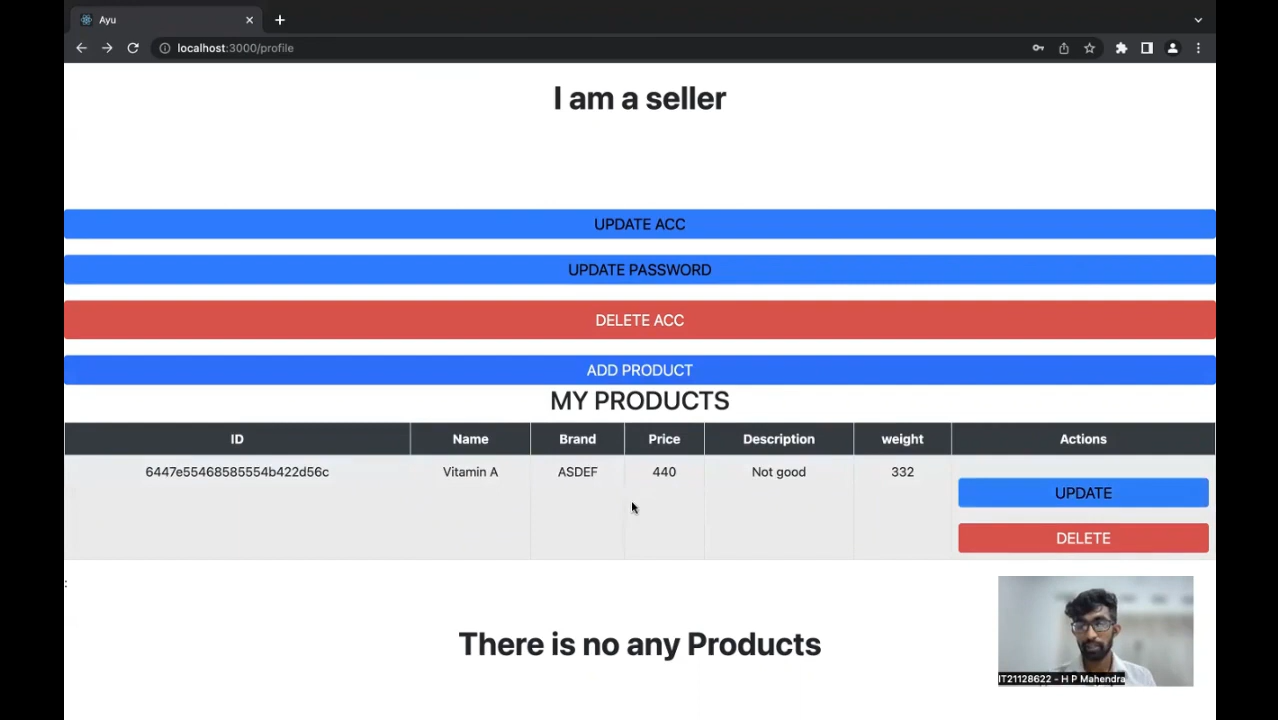 Ayu
localhost:3000/profile
I am a seller
UPDATE ACC
UPDATE PASSWORD
DELETE ACC
ADD PRODUCT
MY PRODUCTS
ID Name Brand Price Description weight Actions
6447e55468585554b422d56c Vitamin A ASDEF 440 Not good 332
UPDATE
DELETE
:
There is no any Products
IT21128622 - H P Mahendra